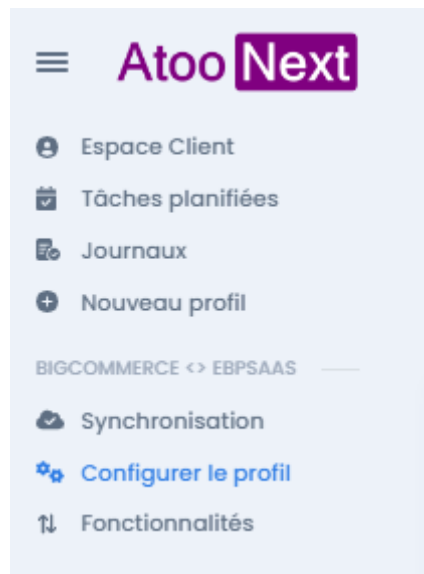 Atoo Next
Espace Client
Tâches planifiées
Journaux
Nouveau profil
BIGCOMMERCE <> EBPSAAS
Synchronisation
Configurer le profil
Fonctionnalités